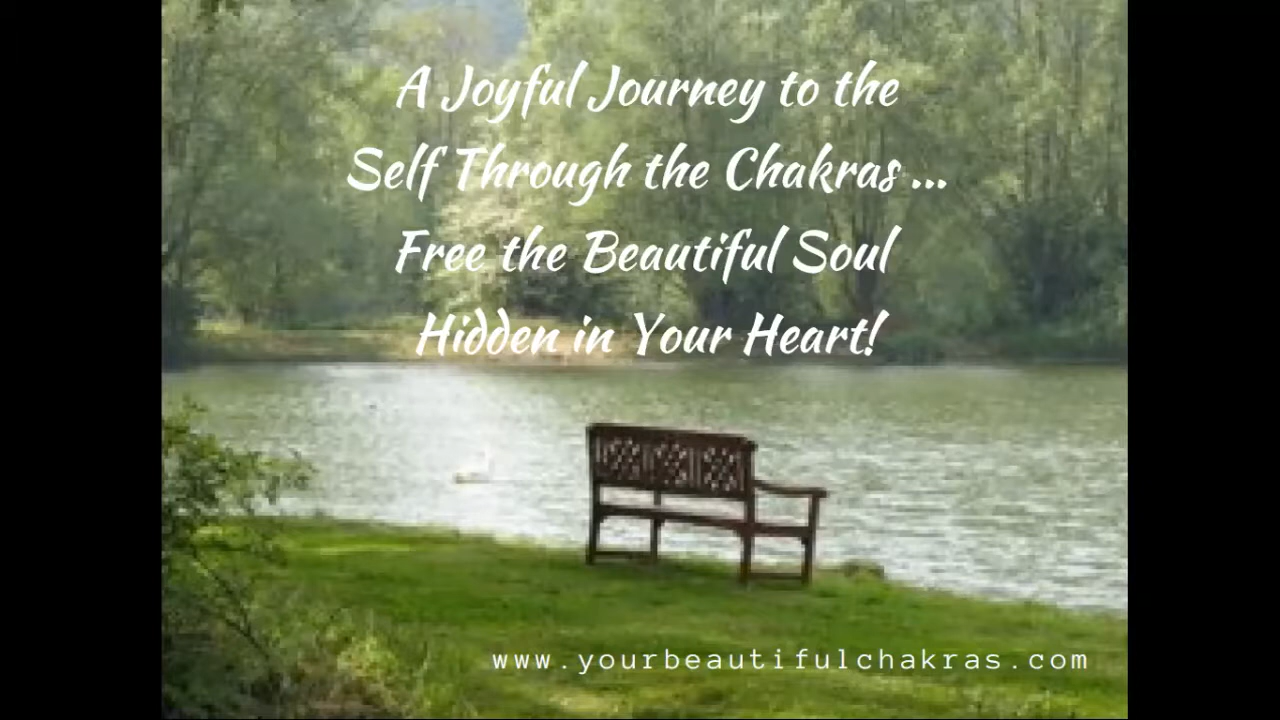 A Joyful Journey to the
Self Through the Chakras ...
Free the Beautiful Soul
Hidden in Your Heart!
www.yourbeautifulchakras.com